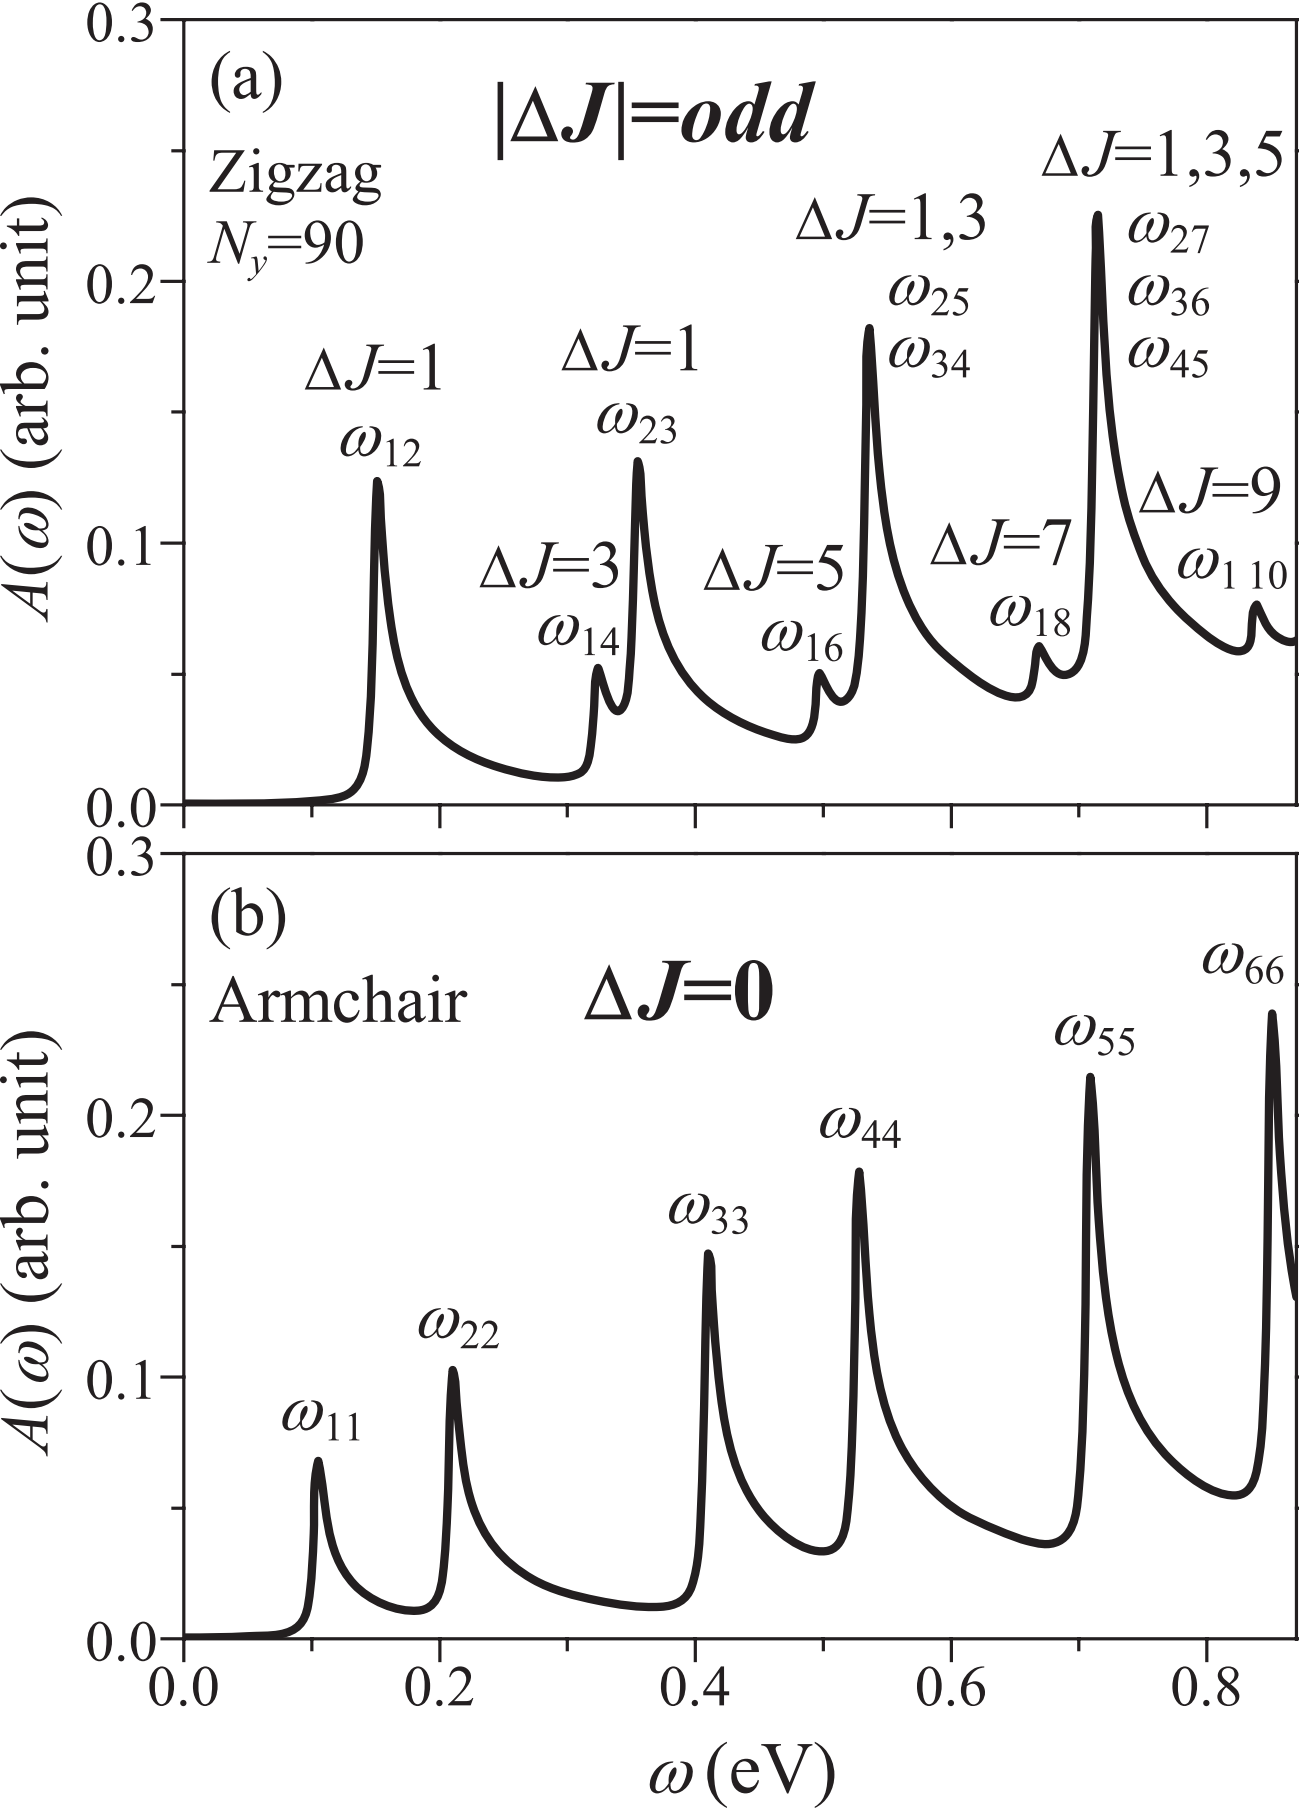 0.3
(a)
|ΔJ|=odd
ΔJ=1,3,5
Zigzag
N_y=90
ΔJ=1,3
ω27
ω25
ω36
ω34
ω45
0.2
ΔJ=1
ΔJ=1
ω12
ω23
ΔJ=9
ΔJ=3
ΔJ=5
ΔJ=7
ω1 10
ω14
ω16
ω18
0.1
0.0
A(ω) (arb. unit)
0.3
(b)
Armchair
ΔJ=0
ω66
ω55
ω44
ω33
ω22
ω11
0.2
0.1
0.0
A(ω) (arb. unit)
0.0 0.2 0.4 0.6 0.8
ω (eV)